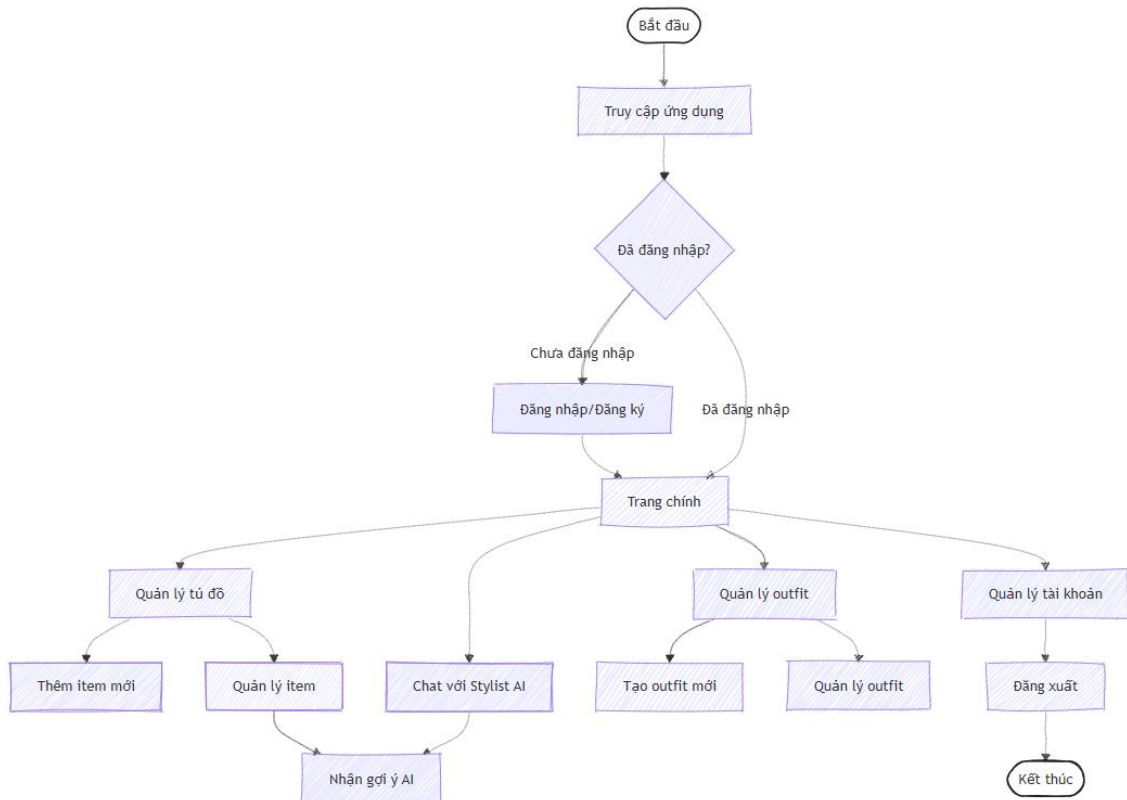 Bắt đầu
Truy cập ứng dụng
Đã đăng nhập?
Chưa đăng nhập
Đăng nhập/Đăng ký
Đã đăng nhập
Trang chính
Quản lý tủ đồ
Quản lý outfit
Quản lý tài khoản
Thêm item mới
Quản lý item
Chat với Stylist AI
Tạo outfit mới
Quản lý outfit
Đăng xuất
Nhận gợi ý AI
Kết thúc